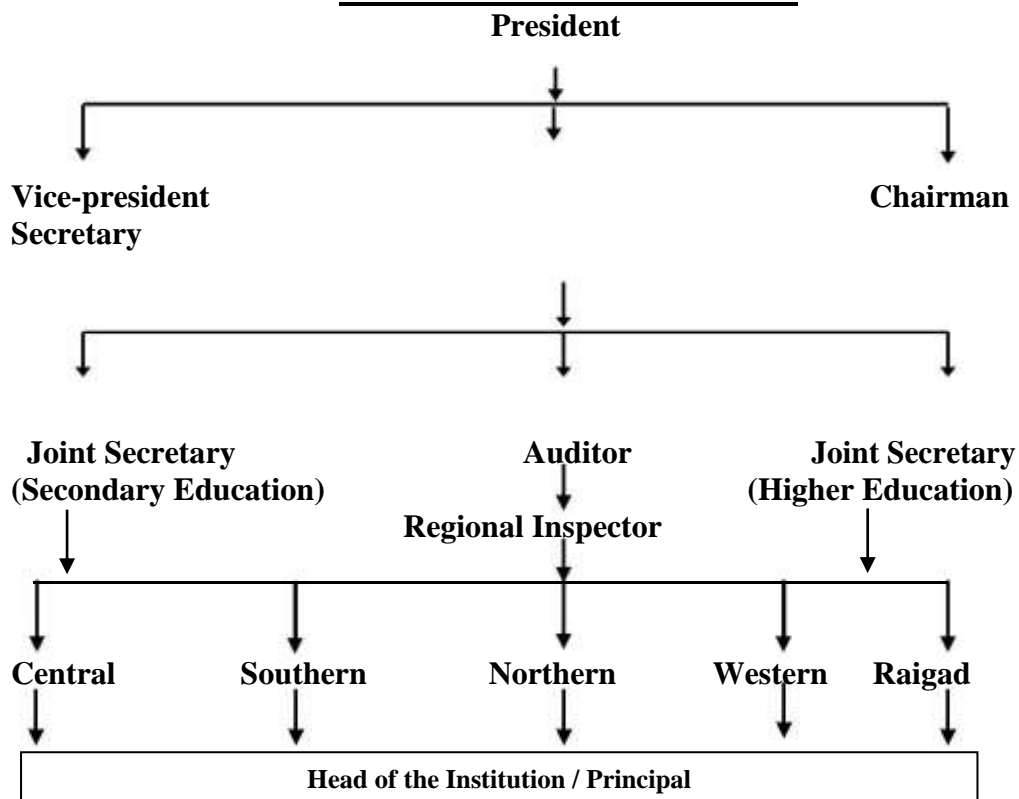 President
Vice-president Chairman
Secretary
Joint Secretary Auditor Joint Secretary
(Secondary Education) (Higher Education)
Regional Inspector
Central Southern Northern Western Raigad
Head of the Institution / Principal